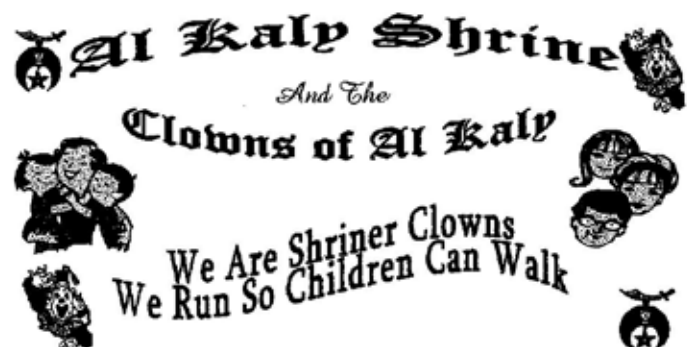 Al Kaly Shrine
And The
Clowns of Al Kaly
We Are Shriner Clowns
We Run So Children Can Walk